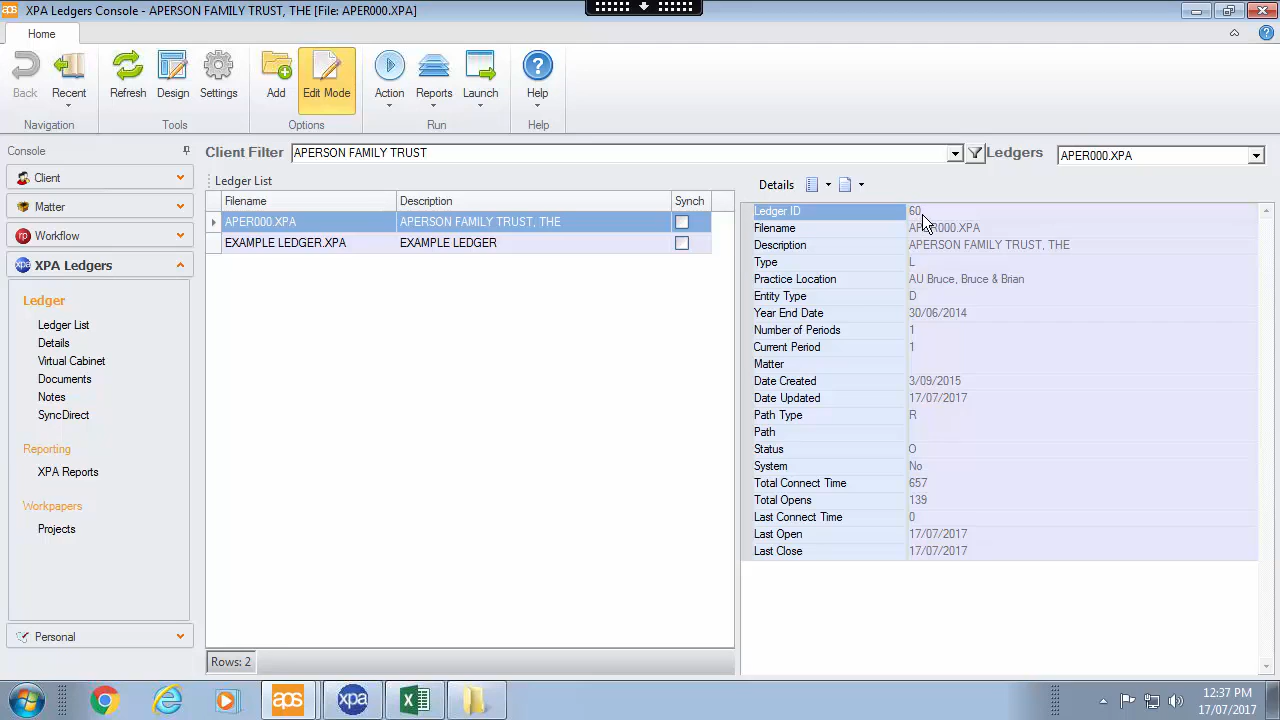 aps XPA Ledgers Console - APERSON FAMILY TRUST, THE [File: APER000.XPA]
Home
Back Recent Refresh Design Settings Add Edit Mode Action Reports Launch Help
Navigation Tools Options Run Help
Console
Client
Matter
rp Workflow
xpa XPA Ledgers
Ledger
Ledger List
Details
Virtual Cabinet
Documents
Notes
SyncDirect
Reporting
XPA Reports
Workpapers
Projects
Personal
Client Filter APERSON FAMILY TRUST Ledgers APER000.XPA
Ledger List
Filename Description Synch
APER000.XPA APERSON FAMILY TRUST, THE
EXAMPLE LEDGER.XPA EXAMPLE LEDGER
Rows: 2
Details
Ledger ID 60
Filename APER000.XPA
Description APERSON FAMILY TRUST, THE
Type L
Practice Location AU Bruce, Bruce & Brian
Entity Type D
Year End Date 30/06/2014
Number of Periods 1
Current Period 1
Matter
Date Created 3/09/2015
Date Updated 17/07/2017
Path Type R
Path
Status O
System No
Total Connect Time 657
Total Opens 139
Last Connect Time 0
Last Open 17/07/2017
Last Close 17/07/2017
aps xpa 12:37 PM
17/07/2017